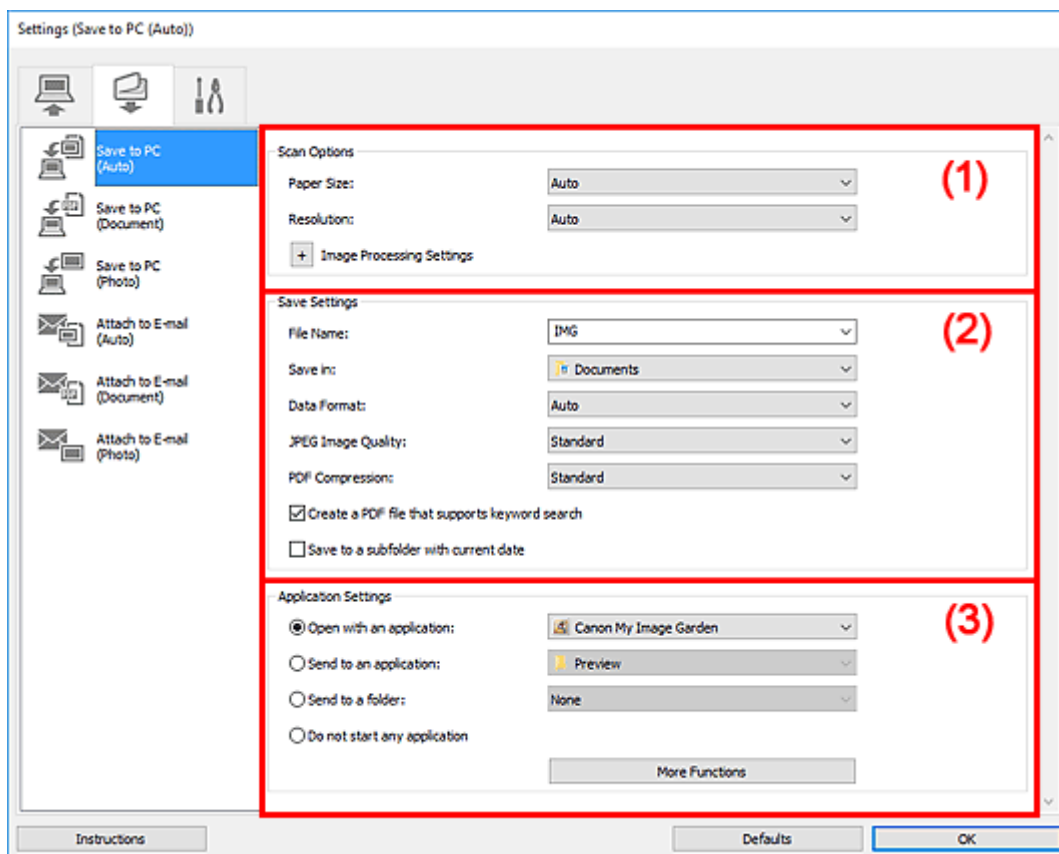 Settings (Save to PC (Auto))
Save to PC
(Auto)
Save to PC
(Document)
Save to PC
(Photo)
Attach to E-mail
(Auto)
Attach to E-mail
(Document)
Attach to E-mail
(Photo)
Scan Options
(1)
Paper Size: Auto
Resolution: Auto
+ Image Processing Settings
Save Settings
(2)
File Name: IMG
Save in: Documents
Data Format: Auto
JPEG Image Quality: Standard
PDF Compression: Standard
Create a PDF file that supports keyword search
Save to a subfolder with current date
Application Settings
(3)
Open with an application: Canon My Image Garden
Send to an application: Preview
Send to a folder: None
Do not start any application
More Functions
Instructions Defaults OK